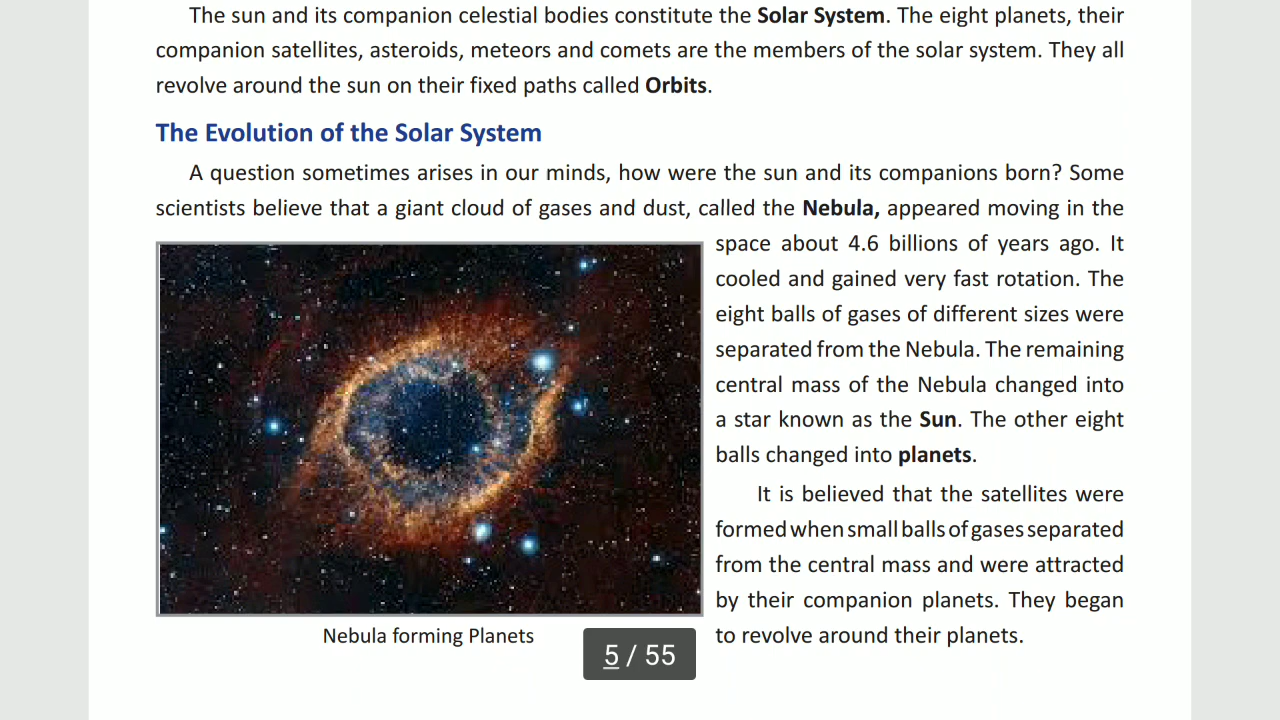 The sun and its companion celestial bodies constitute the Solar System. The eight planets, their
companion satellites, asteroids, meteors and comets are the members of the solar system. They all
revolve around the sun on their fixed paths called Orbits.
The Evolution of the Solar System
A question sometimes arises in our minds, how were the sun and its companions born? Some
scientists believe that a giant cloud of gases and dust, called the Nebula, appeared moving in the
space about 4.6 billions of years ago. It
cooled and gained very fast rotation. The
eight balls of gases of different sizes were
separated from the Nebula. The remaining
central mass of the Nebula changed into
a star known as the Sun. The other eight
balls changed into planets.
It is believed that the satellites were
formed when small balls of gases separated
from the central mass and were attracted
by their companion planets. They began
to revolve around their planets.
Nebula forming Planets
5 / 55